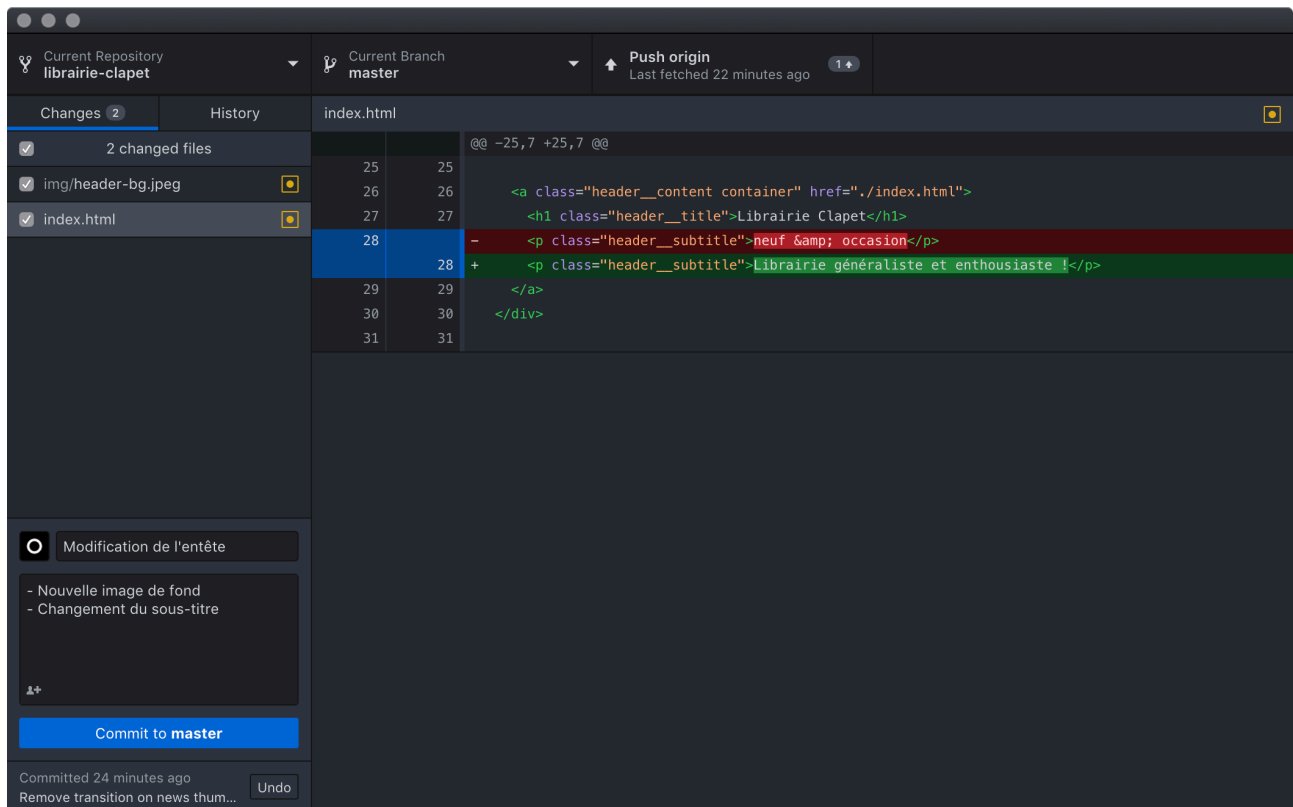 Current Repository
librairie-clapet
Current Branch
master
Push origin
Last fetched 22 minutes ago
1
Changes 2
History
index.html
2 changed files
img/header-bg.jpeg
index.html
@@ -25,7 +25,7 @@
25 25
26 26 <a class="header__content container" href="./index.html">
27 27 <h1 class="header__title">Librairie Clapet</h1>
28 - <p class="header__subtitle">neuf &amp; occasion</p>
28 + <p class="header__subtitle">Librairie généraliste et enthousiaste !</p>
29 29 </a>
30 30 </div>
31 31
Modification de l'entête
- Nouvelle image de fond
- Changement du sous-titre
Commit to master
Committed 24 minutes ago
Remove transition on news thum...
Undo